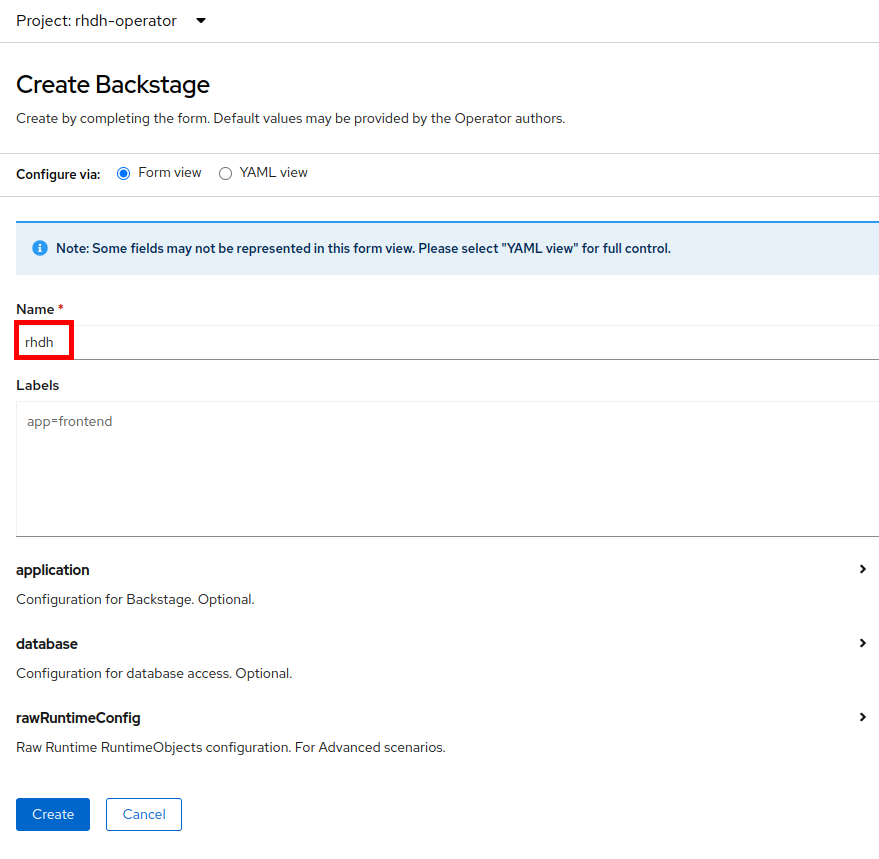 Project: rhdh-operator
Create Backstage
Create by completing the form. Default values may be provided by the Operator authors.
Configure via: Form view YAML view
Note: Some fields may not be represented in this form view. Please select "YAML view" for full control.
Name *
rhdh
Labels
app=frontend
application
Configuration for Backstage. Optional.
database
Configuration for database access. Optional.
rawRuntimeConfig
Raw Runtime RuntimeObjects configuration. For Advanced scenarios.
Create Cancel